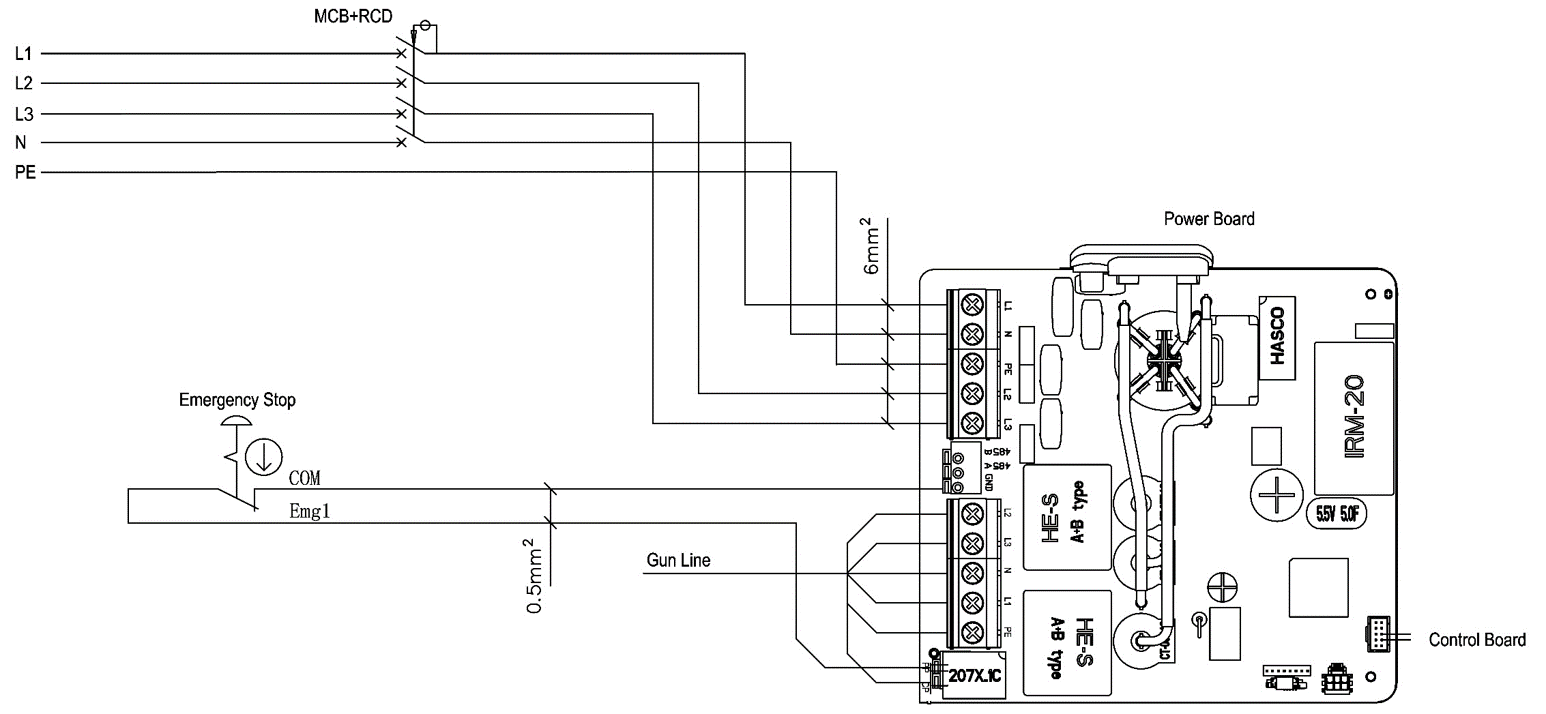 MCB+RCD
L1
L2
L3
N
PE
6mm²
Power Board
L1
N
PE
L2
L3
HASCO
IRM-20
Emergency Stop
COM
Emg1
0.5mm²
485 B
485 A
GND
HE-S
A+B type
5.5V 5.0F
Gun Line
L2
L3
N
L1
PE
HE-S
A+B type
Control Board
207X.1C
CP